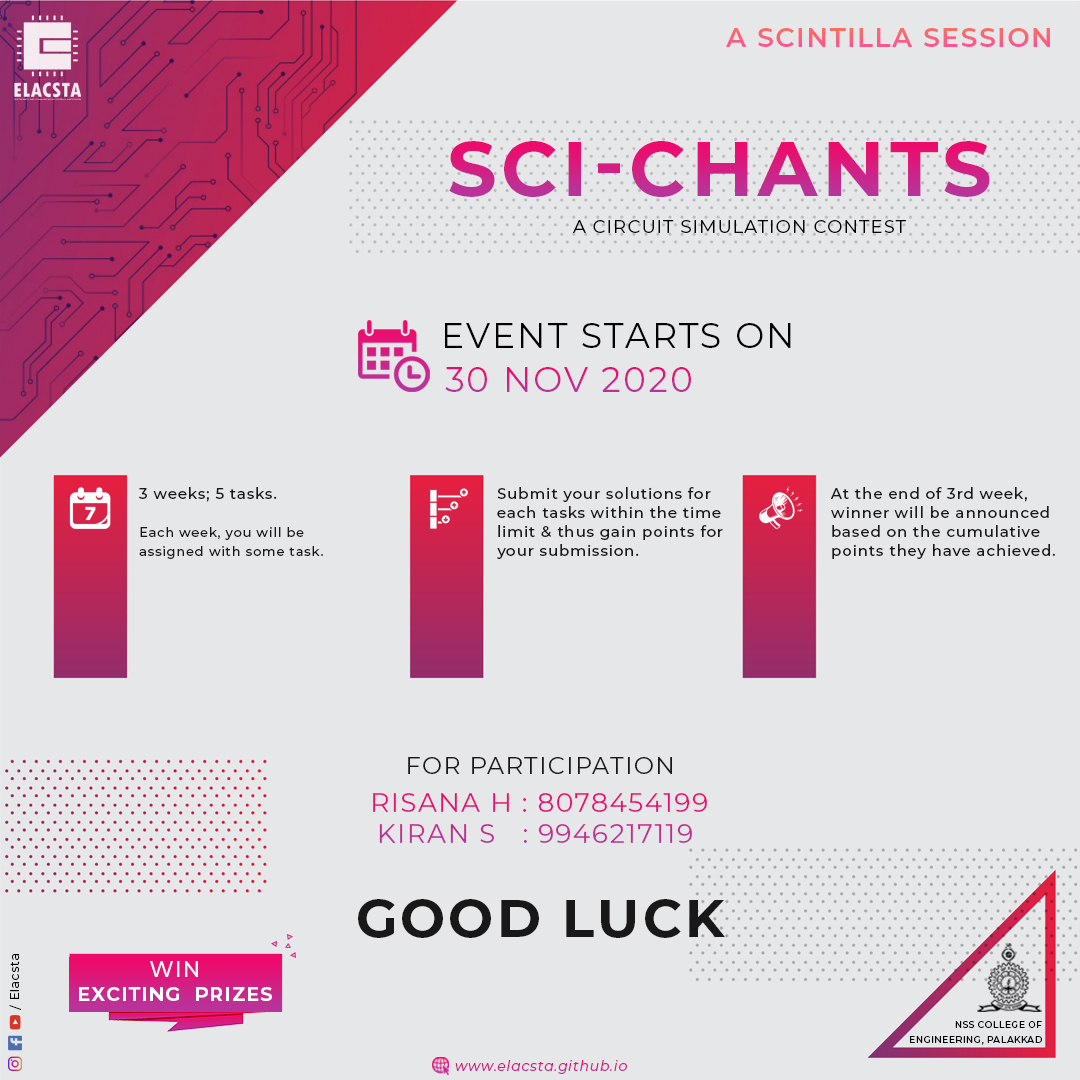 ELACSTA
A SCINTILLA SESSION
SCI-CHANTS
A CIRCUIT SIMULATION CONTEST
EVENT STARTS ON
30 NOV 2020
7
3 weeks; 5 tasks.
Each week, you will be
assigned with some task.
Submit your solutions for
each tasks within the time
limit & thus gain points for
your submission.
At the end of 3rd week,
winner will be announced
based on the cumulative
points they have achieved.
FOR PARTICIPATION
RISANA H : 8078454199
KIRAN S : 9946217119
GOOD LUCK
WIN
EXCITING PRIZES
/ Elacsta
NSS COLLEGE OF
ENGINEERING, PALAKKAD
www.elacsta.github.io